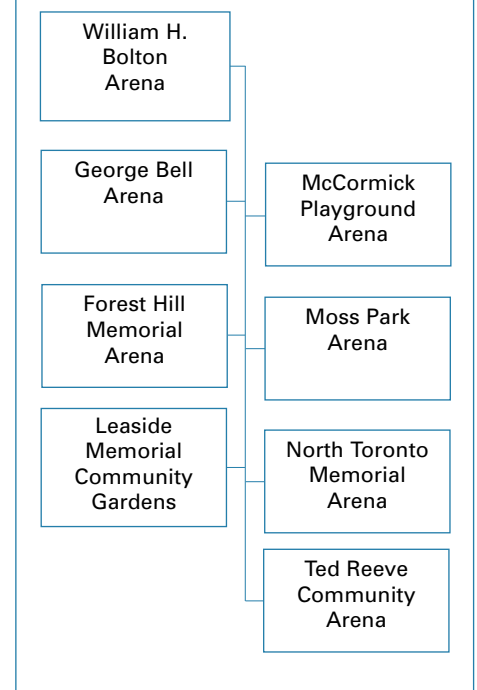 William H.
Bolton
Arena
George Bell
Arena
Forest Hill
Memorial
Arena
Leaside
Memorial
Community
Gardens
McCormick
Playground
Arena
Moss Park
Arena
North Toronto
Memorial
Arena
Ted Reeve
Community
Arena